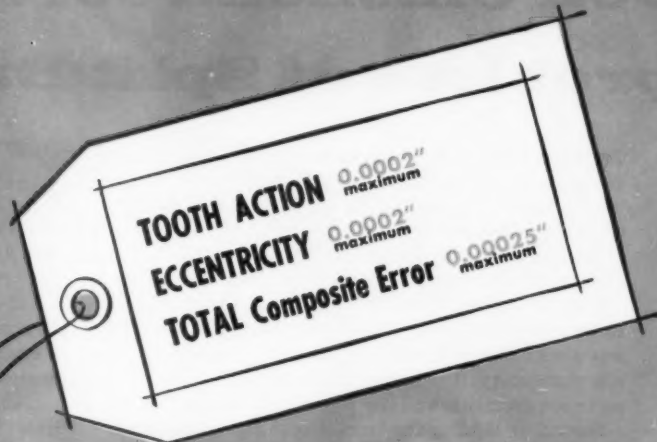 TOOTH ACTION 0.0002" maximum
ECCENTRICITY 0.0002" maximum
TOTAL Composite Error 0.00025" maximum